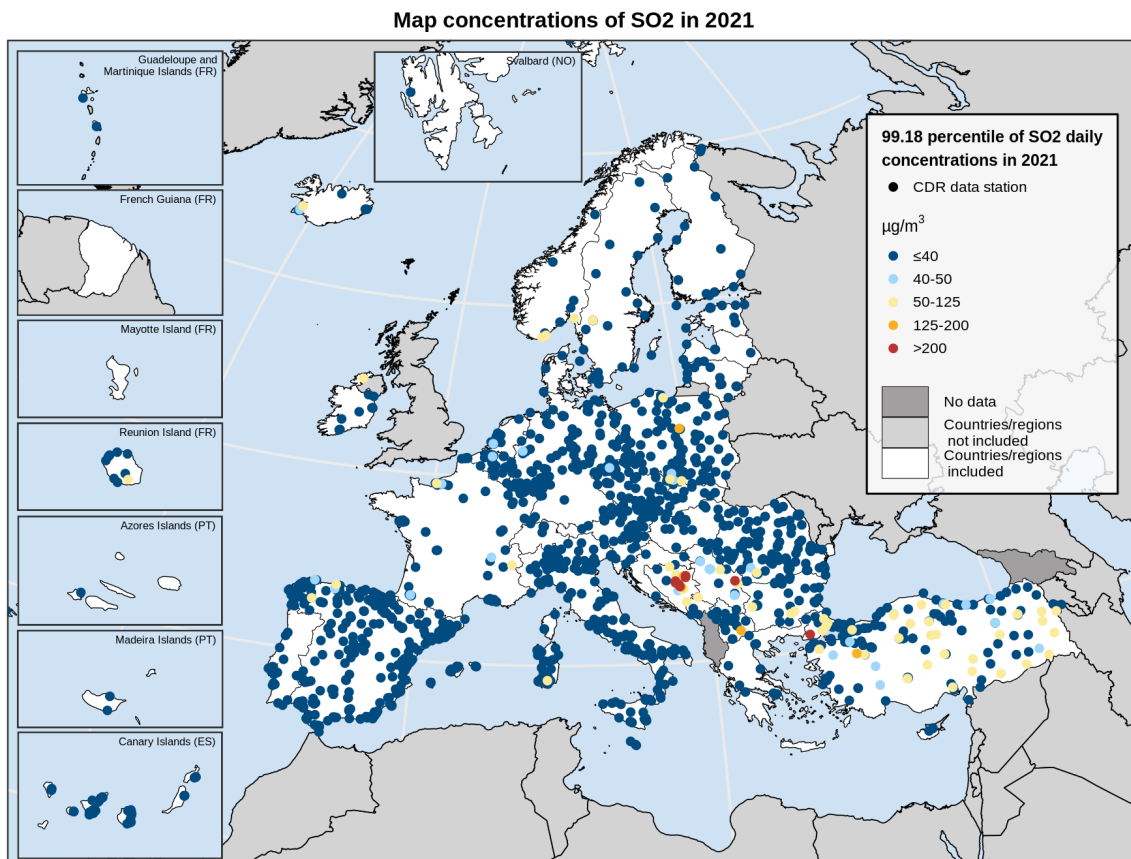 Map concentrations of SO2 in 2021
Guadeloupe and
Martinique Islands (FR)
Svalbard (NO)
French Guiana (FR)
Mayotte Island (FR)
Reunion Island (FR)
Azores Islands (PT)
Madeira Islands (PT)
Canary Islands (ES)
99.18 percentile of SO2 daily
concentrations in 2021
CDR data station
µg/m³
≤40
40-50
50-125
125-200
>200
No data
Countries/regions
not included
Countries/regions
included